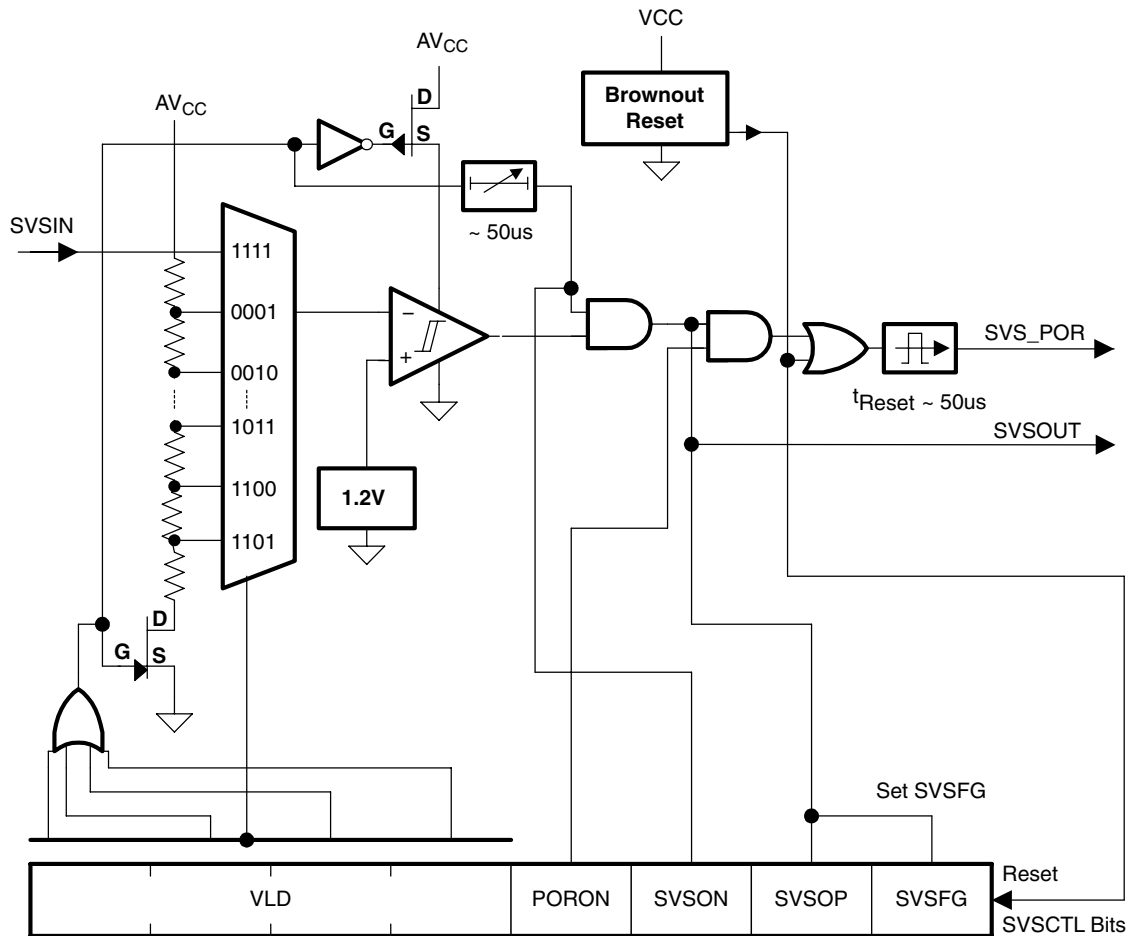 VCC
AVCC
AVCC
Brownout
Reset
D
G
S
SVSIN
~ 50us
1111
0001
0010
1011
1100
1101
−
+
1.2V
SVS_POR
tReset ~ 50us
SVSOUT
D
G
S
Set SVSFG
VLD
PORON
SVSON
SVSOP
SVSFG
Reset
SVSCTL Bits